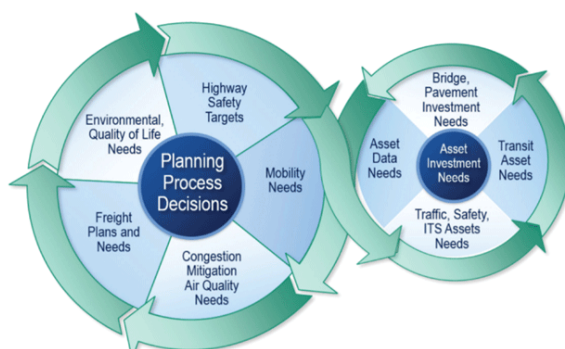 Highway
Safety
Targets
Environmental,
Quality of Life
Needs
Planning
Process
Decisions
Mobility
Needs
Freight
Plans and
Needs
Congestion
Mitigation
Air Quality
Needs
Bridge,
Pavement
Investment
Needs
Asset
Data
Needs
Asset
Investment
Needs
Transit
Asset
Needs
Traffic, Safety,
ITS Assets
Needs